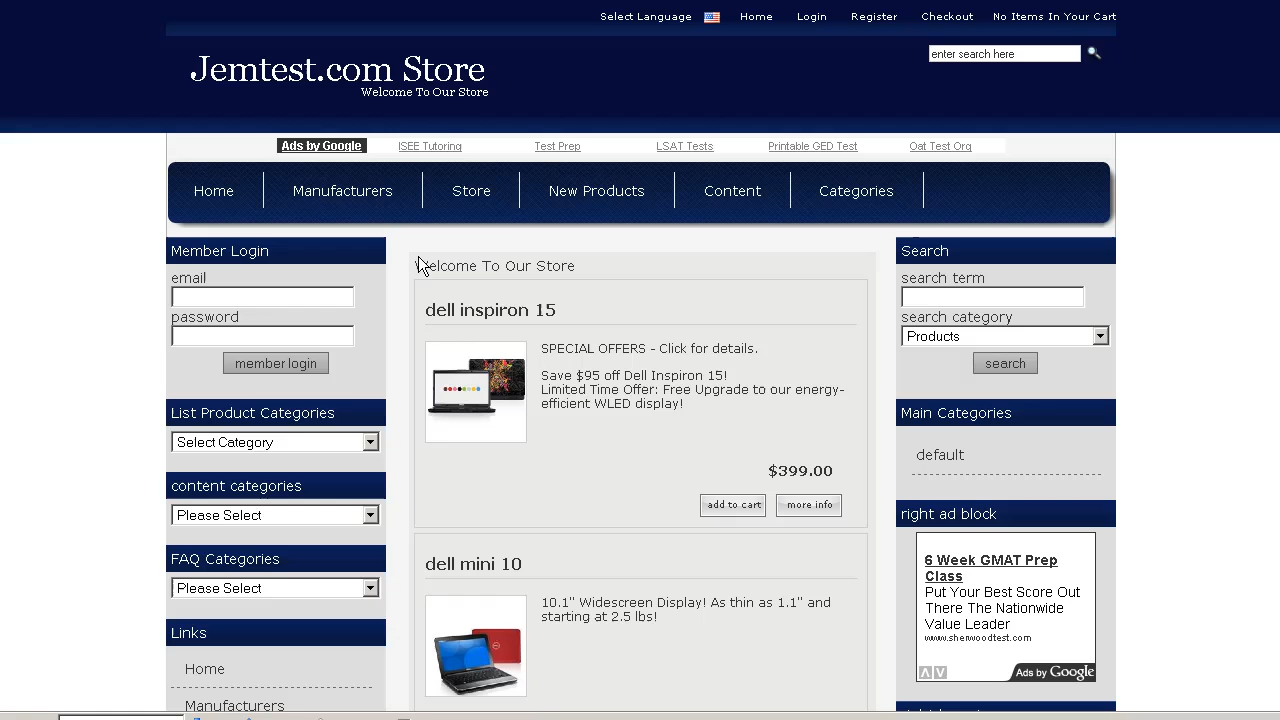 Select Language Home Login Register Checkout No Items In Your Cart
enter search here
Jemtest.com Store
Welcome To Our Store
Ads by Google ISEE Tutoring Test Prep LSAT Tests Printable GED Test Oat Test Org
Home Manufacturers Store New Products Content Categories
Member Login
email
password
member login
List Product Categories
Select Category
content categories
Please Select
FAQ Categories
Please Select
Links
Home
Manufacturers
Welcome To Our Store
dell inspiron 15
SPECIAL OFFERS - Click for details.
Save $95 off Dell Inspiron 15!
Limited Time Offer: Free Upgrade to our energy-
efficient WLED display!
$399.00
add to cart more info
dell mini 10
10.1" Widescreen Display! As thin as 1.1" and
starting at 2.5 lbs!
Search
search term
search category
Products
search
Main Categories
default
right ad block
6 Week GMAT Prep
Class
Put Your Best Score Out
There The Nationwide
Value Leader
www.sherwoodtest.com
Ads by Google